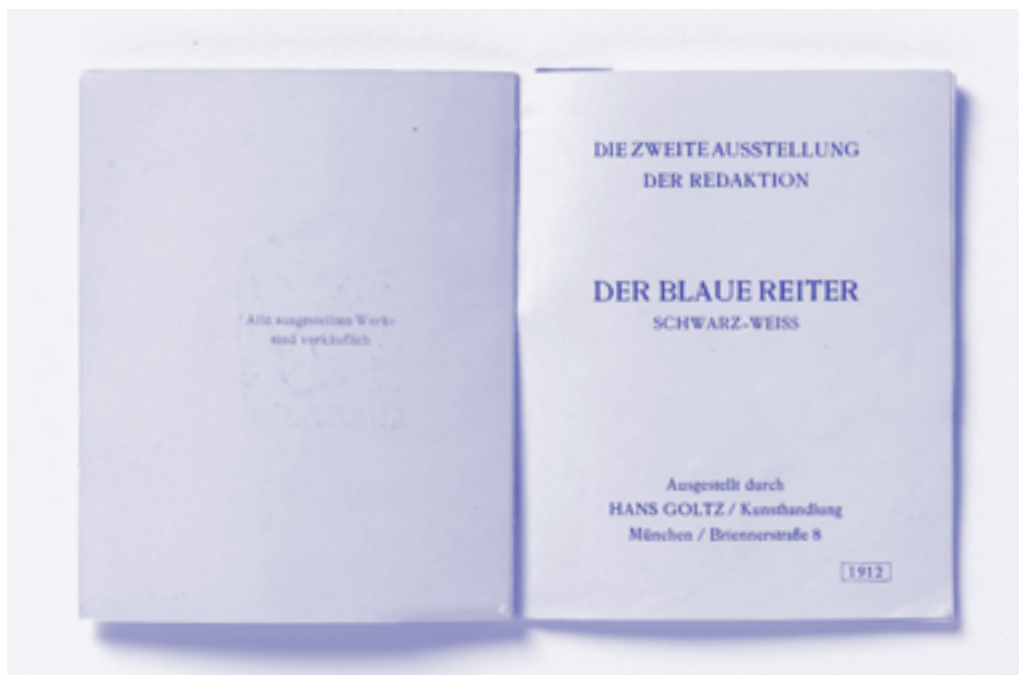 Alle ausgestellten Werke
sind verkäuflich
DIE ZWEITE AUSSTELLUNG
DER REDAKTION
DER BLAUE REITER
SCHWARZ-WEISS
Ausgestellt durch
HANS GOLTZ / Kunsthandlung
München / Briennerstraße 8
1912